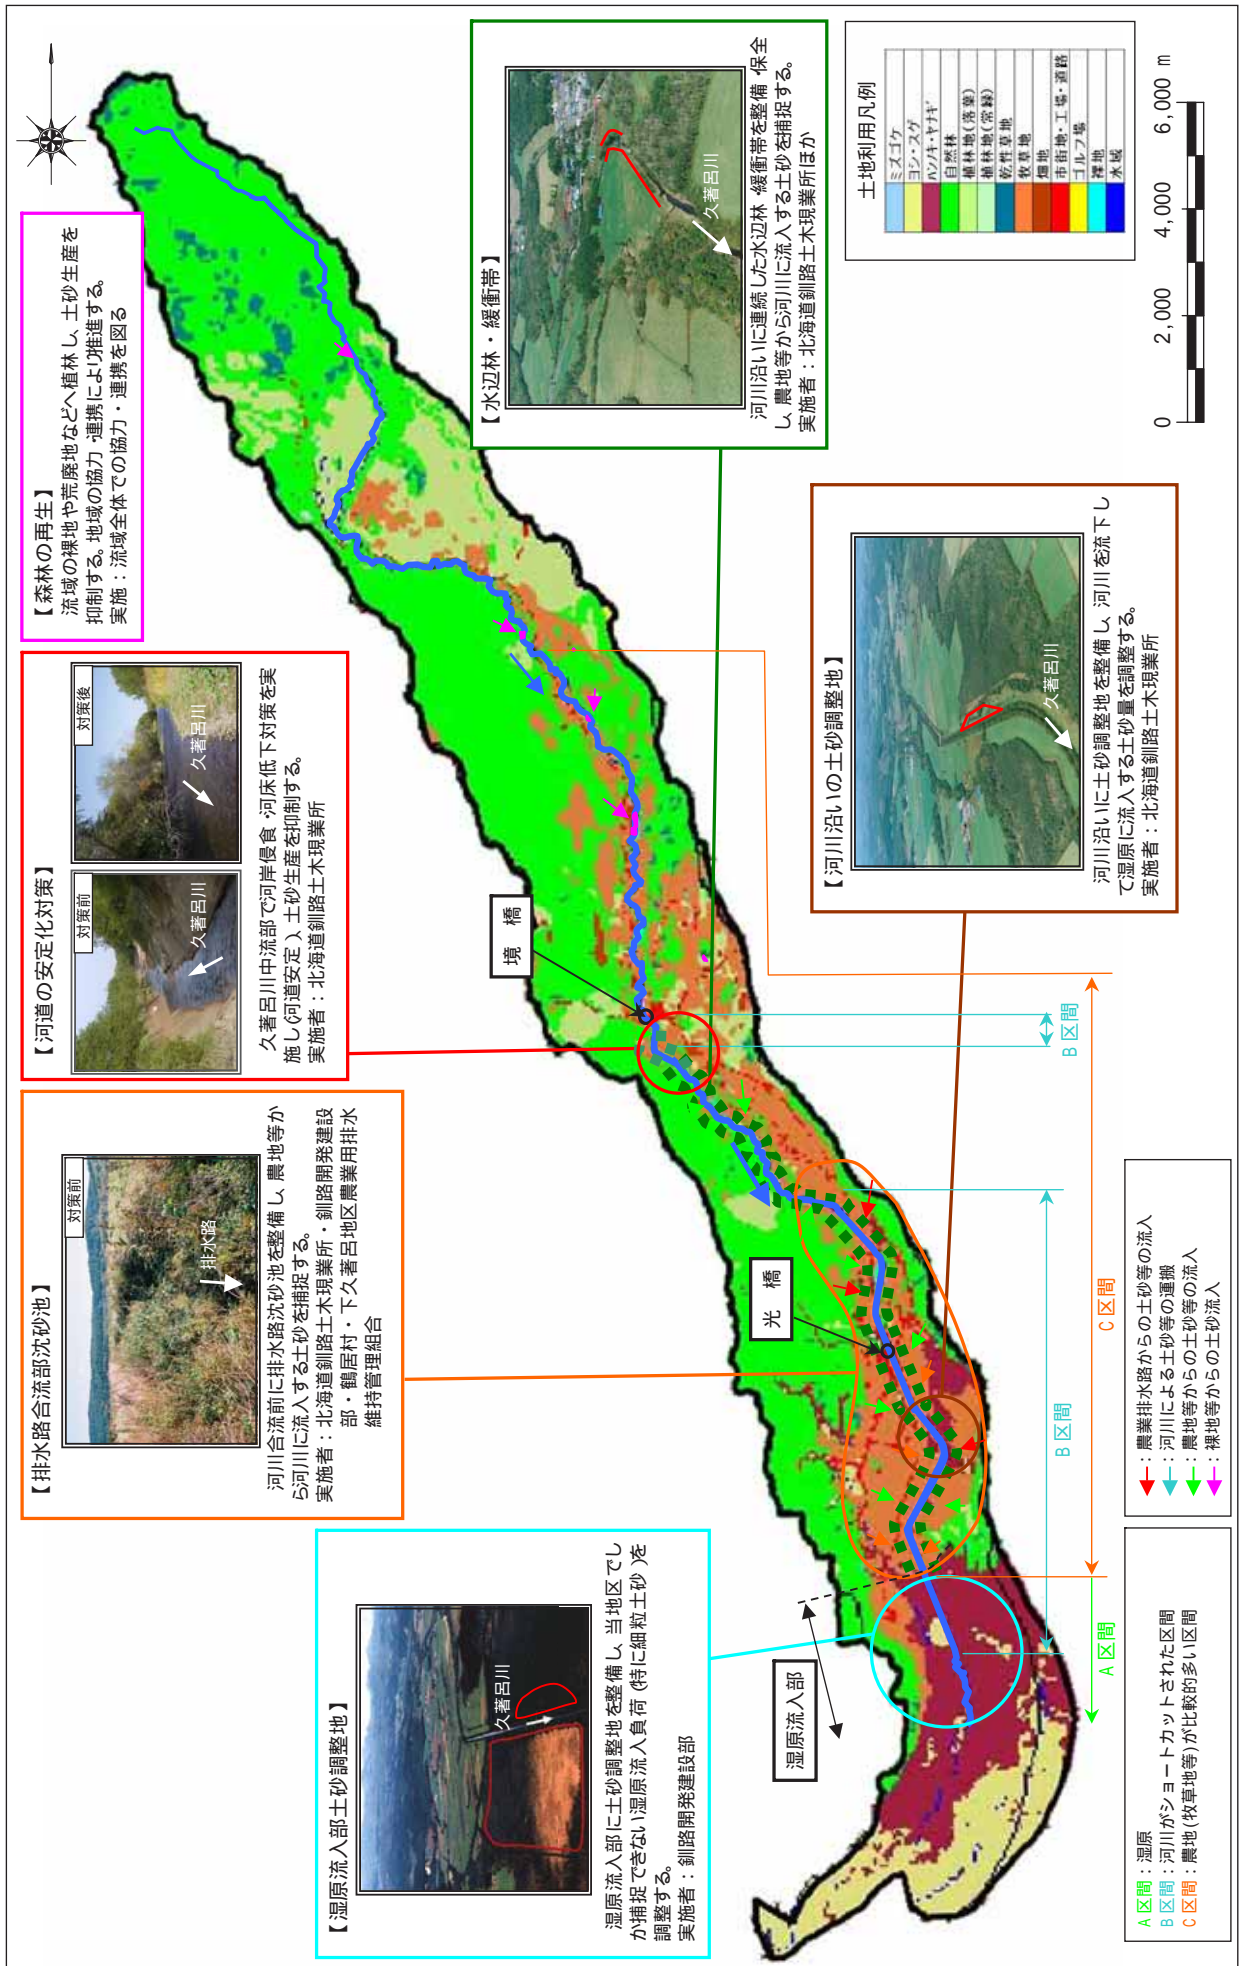 【湿原流入部土砂調整地】
久著呂川
湿原流入部に土砂調整地を整備し、当地区でし
か捕捉できない湿原流入負荷(特に細粒土砂)を
調整する。
実施者：釧路開発建設部
【排水路合流部沈砂池】
対策前
排水路
河川合流前に排水路沈砂池を整備し、農地等か
ら河川に流入する土砂を捕捉する。
実施者：北海道釧路土木現業所・釧路開発建設
部・鶴居村・下久著呂地区農業用排水
維持管理組合
【河道の安定化対策】
対策前
久著呂川
対策後
久著呂川
久著呂川中流部で河岸侵食・河床低下対策を実
施し(河道安定)、土砂生産を抑制する。
実施者：北海道釧路土木現業所
【森林の再生】
流域の裸地や荒廃地などへ植林し、土砂生産を
抑制する。地域の協力・連携により推進する。
実施：流域全体での協力・連携を図る
湿原流入部
光　橋
境　橋
A区間
B区間
C区間
B区間
【水辺林・緩衝帯】
久著呂川
河川沿いに連続した水辺林・緩衝帯を整備・保全
し、農地等から河川に流入する土砂を捕捉する。
実施者：北海道釧路土木現業所ほか
【河川沿いの土砂調整地】
久著呂川
河川沿いに土砂調整地を整備し、河川を流下し
て湿原に流入する土砂量を調整する。
実施者：北海道釧路土木現業所
土地利用凡例
ミズゴケ
ヨシ・スゲ
ハンノキ・ヤナギ
自然林
植林地(落葉)
植林地(常緑)
乾性草地
牧草地
畑地
市街地・工場・道路
ゴルフ場
裸地
水域
0　2,000　4,000　6,000 m
A区間：湿原
B区間：河川がショートカットされた区間
C区間：農地(牧草地等)が比較的多い区間
：農業排水路からの土砂等の流入
：河川による土砂等の運搬
：農地等からの土砂等の流入
：裸地等からの土砂流入